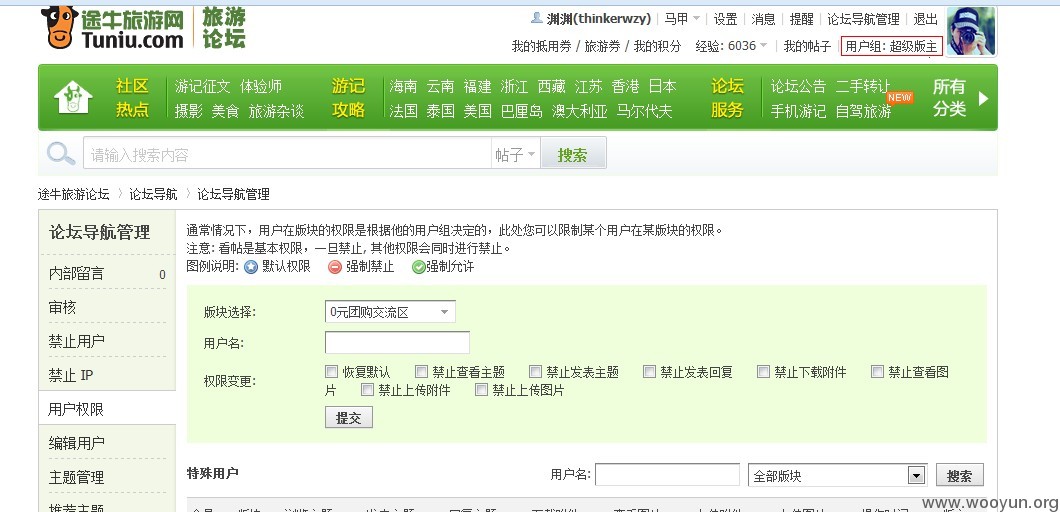 途牛旅游网
Tuniu.com
旅游
论坛
渊渊(thinkerwzy) 马甲 设置 消息 提醒 论坛导航管理 退出
我的抵用券 / 旅游券 / 我的积分 经验: 6036 我的帖子 用户组: 超级版主
社区
热点
游记征文 体验师
摄影 美食 旅游杂谈
游记
攻略
海南 云南 福建 浙江 西藏 江苏 香港 日本
法国 泰国 美国 巴厘岛 澳大利亚 马尔代夫
论坛
服务
论坛公告 二手转让
NEW
手机游记 自驾旅游
所有
分类
请输入搜索内容 帖子 搜索
途牛旅游论坛 论坛导航 论坛导航管理
论坛导航管理
内部留言 0
审核
禁止用户
禁止 IP
用户权限
编辑用户
主题管理
推荐主题
通常情况下，用户在版块的权限是根据他的用户组决定的，此处您可以限制某个用户在某版块的权限。
注意: 看帖是基本权限，一旦禁止, 其他权限会同时进行禁止。
图例说明: 默认权限 强制禁止 强制允许
版块选择: 0元团购交流区
用户名:
权限变更: 恢复默认 禁止查看主题 禁止发表主题 禁止发表回复 禁止下载附件 禁止查看图
片 禁止上传附件 禁止上传图片
提交
特殊用户 用户名: 全部版块 搜索
www.wooyun.org